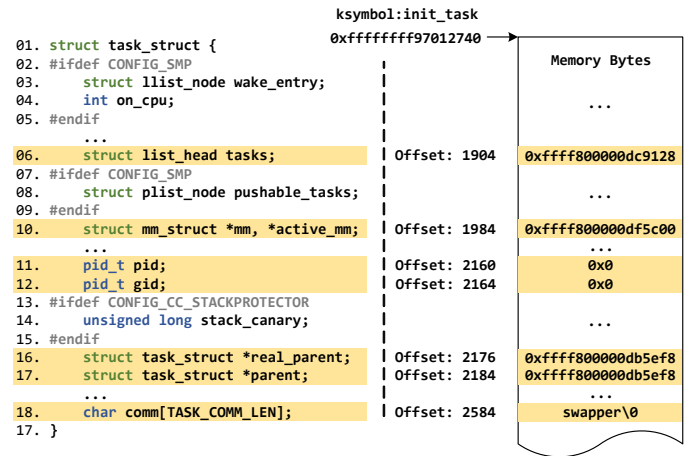 ksymbol:init_task
0xffffffff97012740
Memory Bytes
01. struct task_struct {
02. #ifdef CONFIG_SMP
03. struct llist_node wake_entry;
04. int on_cpu;
...
05. #endif
...
06. struct list_head tasks; Offset: 1904 0xffff800000dc9128
07. #ifdef CONFIG_SMP
08. struct plist_node pushable_tasks; ...
09. #endif
10. struct mm_struct *mm, *active_mm; Offset: 1984 0xffff800000df5c00
... ...
11. pid_t pid; Offset: 2160 0x0
12. pid_t gid; Offset: 2164 0x0
13. #ifdef CONFIG_CC_STACKPROTECTOR
14. unsigned long stack_canary; ...
15. #endif
16. struct task_struct *real_parent; Offset: 2176 0xffff800000db5ef8
17. struct task_struct *parent; Offset: 2184 0xffff800000db5ef8
... ...
18. char comm[TASK_COMM_LEN]; Offset: 2584 swapper\0
17. }